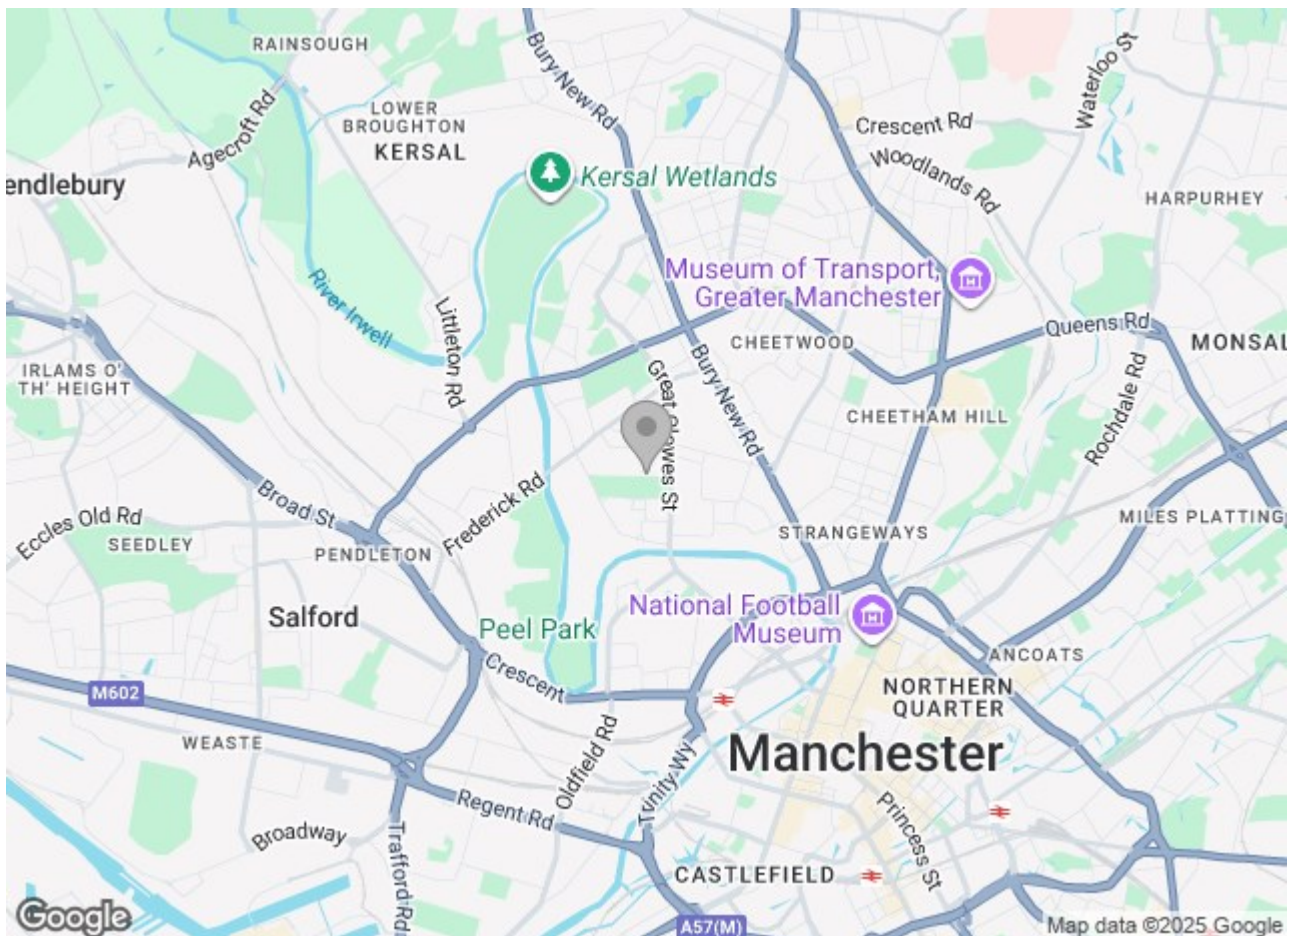 RAINSOUGH
Bury New Rd
Waterloo St
Agecroft Rd
LOWER
BROUGHTON
KERSAL
Crescent Rd
Woodlands Rd
endlebury
Kersal Wetlands
HARPURHEY
River Irwell
Museum of Transport,
Greater Manchester
Littleton Rd
Queens Rd
CHEETWOOD
MONSAL
IRLAMS O'
TH' HEIGHT
Great Clowes St
Bury New Rd
CHEETHAM HILL
Rochdale Rd
Broad St
Frederick Rd
Eccles Old Rd
SEEDLEY
PENDLETON
STRANGEWAYS
MILES PLATTING
Salford
Peel Park
National Football
Museum
Crescent
ANCOATS
M602
NORTHERN
QUARTER
WEASTE
Oldfield Rd
Trinity Wy
Manchester
Regent Rd
Broadway
Trafford Rd
Princess St
CASTLEFIELD
Google
A57(M)
Map data ©2025 Google